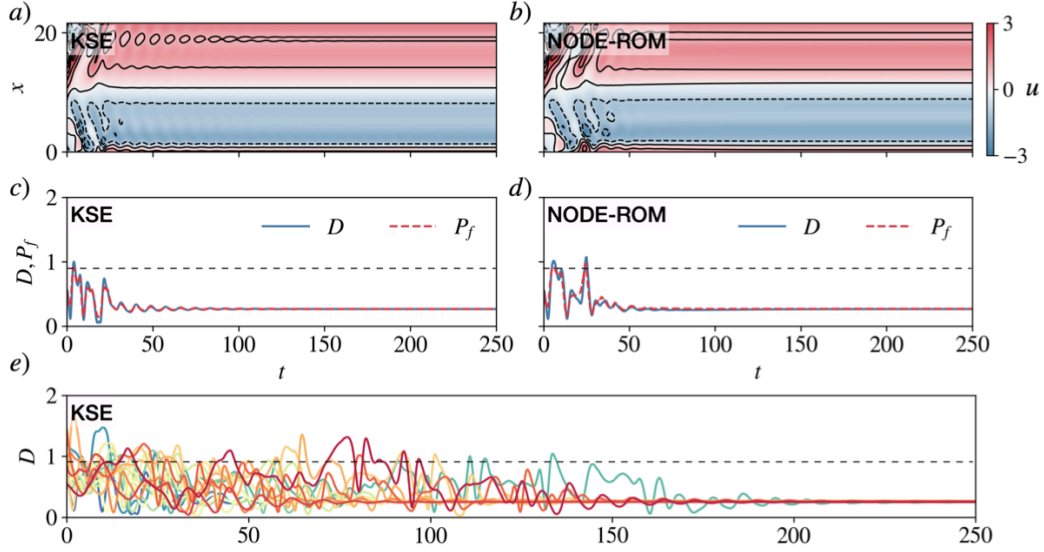 a) b)
KSE NODE-ROM
20
x
0
3
0 u
−3
c) d)
KSE D P_f NODE-ROM D P_f
2
D, P_f 1
0
0 50 100 150 200 250 0 50 100 150 200 250
t t
e)
KSE
2
D 1
0
0 50 100 150 200 250